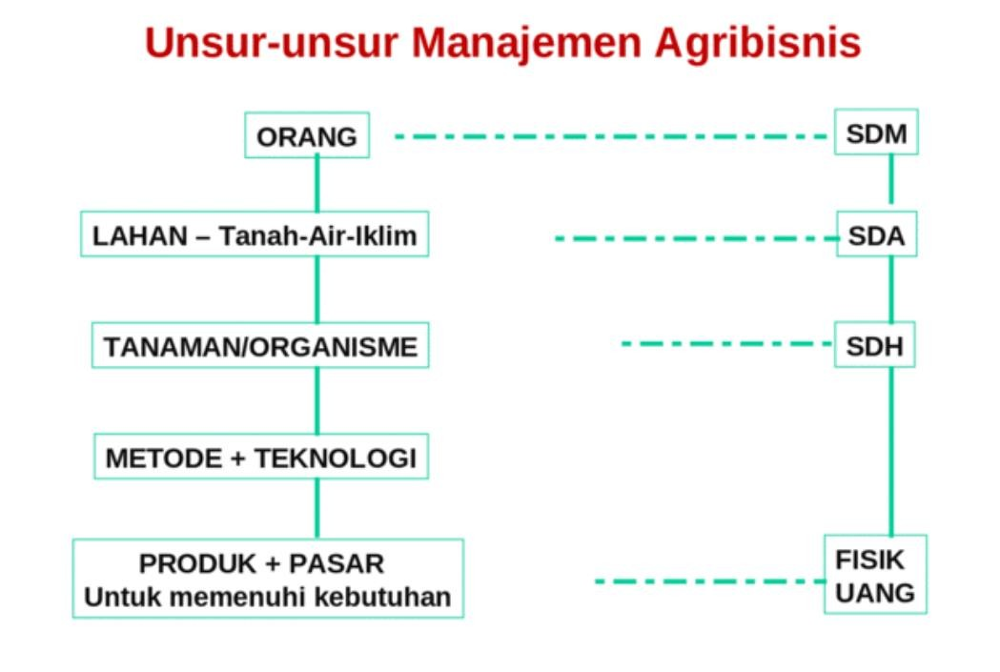 Unsur-unsur Manajemen Agribisnis
ORANG
SDM
LAHAN – Tanah-Air-Iklim
SDA
TANAMAN/ORGANISME
SDH
METODE + TEKNOLOGI
PRODUK + PASAR
Untuk memenuhi kebutuhan
FISIK
UANG